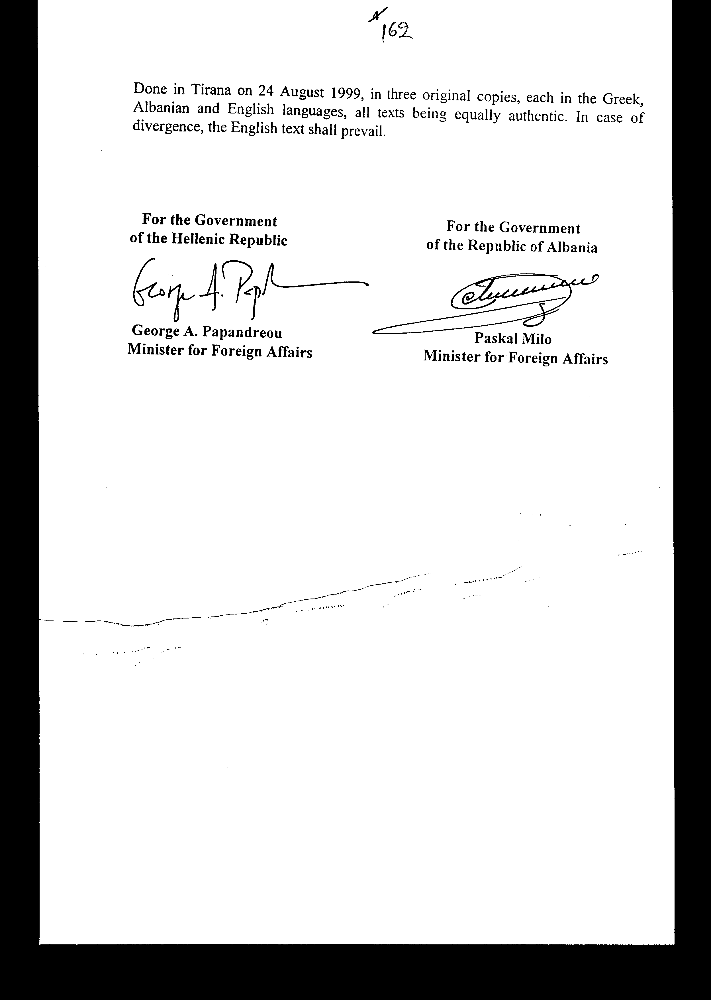 162
Done in Tirana on 24 August 1999, in three original copies, each in the Greek,
Albanian and English languages, all texts being equally authentic. In case of
divergence, the English text shall prevail.
For the Government
of the Hellenic Republic
George A. Pap
George A. Papandreou
Minister for Foreign Affairs
For the Government
of the Republic of Albania
Paskal Milo
Minister for Foreign Affairs